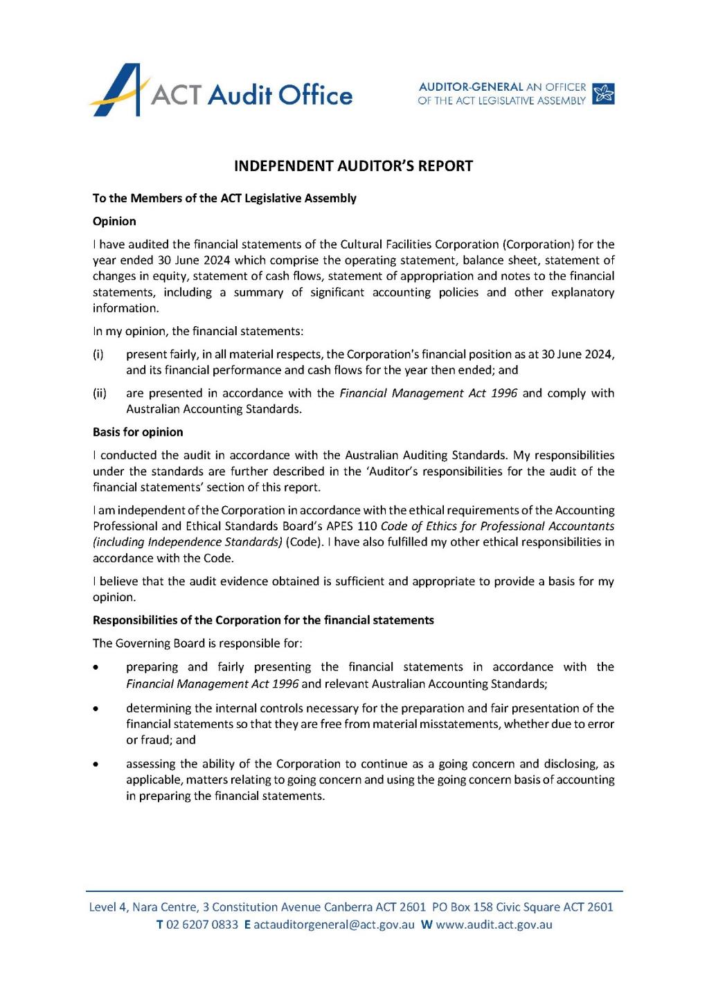 ACT Audit Office
AUDITOR-GENERAL AN OFFICER
OF THE ACT LEGISLATIVE ASSEMBLY
INDEPENDENT AUDITOR’S REPORT
To the Members of the ACT Legislative Assembly
Opinion
I have audited the financial statements of the Cultural Facilities Corporation (Corporation) for the
year ended 30 June 2024 which comprise the operating statement, balance sheet, statement of
changes in equity, statement of cash flows, statement of appropriation and notes to the financial
statements, including a summary of significant accounting policies and other explanatory
information.
In my opinion, the financial statements:
(i) present fairly, in all material respects, the Corporation's financial position as at 30 June 2024,
and its financial performance and cash flows for the year then ended; and
(ii) are presented in accordance with the Financial Management Act 1996 and comply with
Australian Accounting Standards.
Basis for opinion
I conducted the audit in accordance with the Australian Auditing Standards. My responsibilities
under the standards are further described in the ‘Auditor’s responsibilities for the audit of the
financial statements’ section of this report.
I am independent of the Corporation in accordance with the ethical requirements of the Accounting
Professional and Ethical Standards Board’s APES 110 Code of Ethics for Professional Accountants
(including Independence Standards) (Code). I have also fulfilled my other ethical responsibilities in
accordance with the Code.
I believe that the audit evidence obtained is sufficient and appropriate to provide a basis for my
opinion.
Responsibilities of the Corporation for the financial statements
The Governing Board is responsible for:
• preparing and fairly presenting the financial statements in accordance with the
Financial Management Act 1996 and relevant Australian Accounting Standards;
• determining the internal controls necessary for the preparation and fair presentation of the
financial statements so that they are free from material misstatements, whether due to error
or fraud; and
• assessing the ability of the Corporation to continue as a going concern and disclosing, as
applicable, matters relating to going concern and using the going concern basis of accounting
in preparing the financial statements.
Level 4, Nara Centre, 3 Constitution Avenue Canberra ACT 2601 PO Box 158 Civic Square ACT 2601
T 02 6207 0833 E actauditorgeneral@act.gov.au W www.audit.act.gov.au